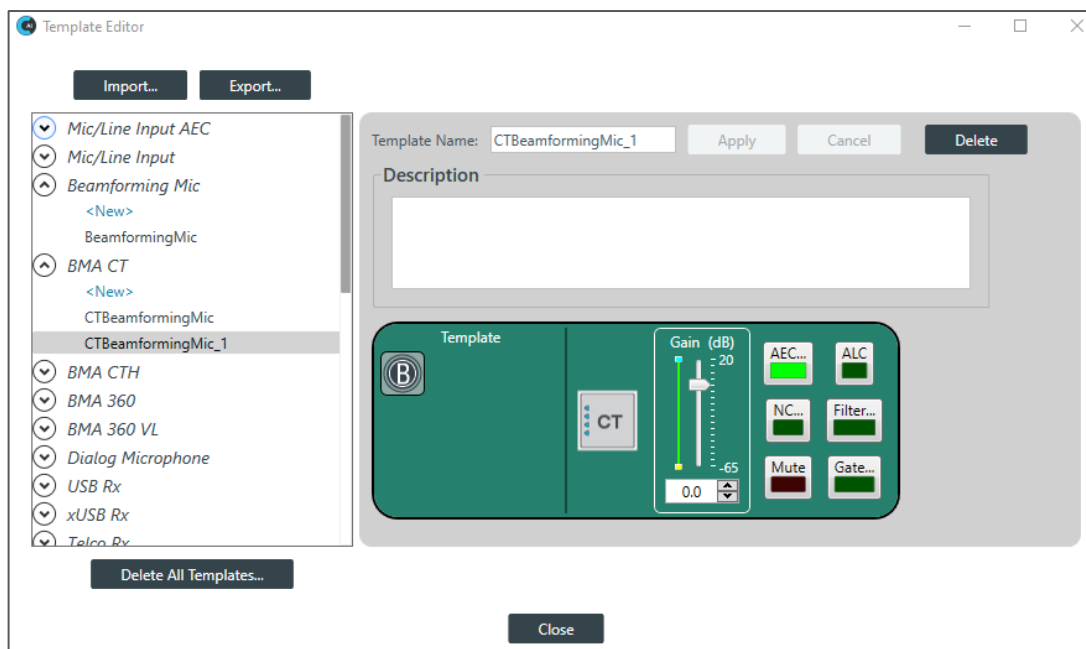 Template Editor
Import...
Export...
Mic/Line Input AEC
Mic/Line Input
Beamforming Mic
<New>
BeamformingMic
BMA CT
<New>
CTBeamformingMic
CTBeamformingMic_1
BMA CTH
BMA 360
BMA 360 VL
Dialog Microphone
USB Rx
xUSB Rx
Telco Rx
Delete All Templates...
Template Name: CTBeamformingMic_1
Apply
Cancel
Delete
Description
Template
B
CT
Gain (dB)
20
-65
0.0
AEC...
ALC
NC...
Filter...
Mute
Gate...
Close